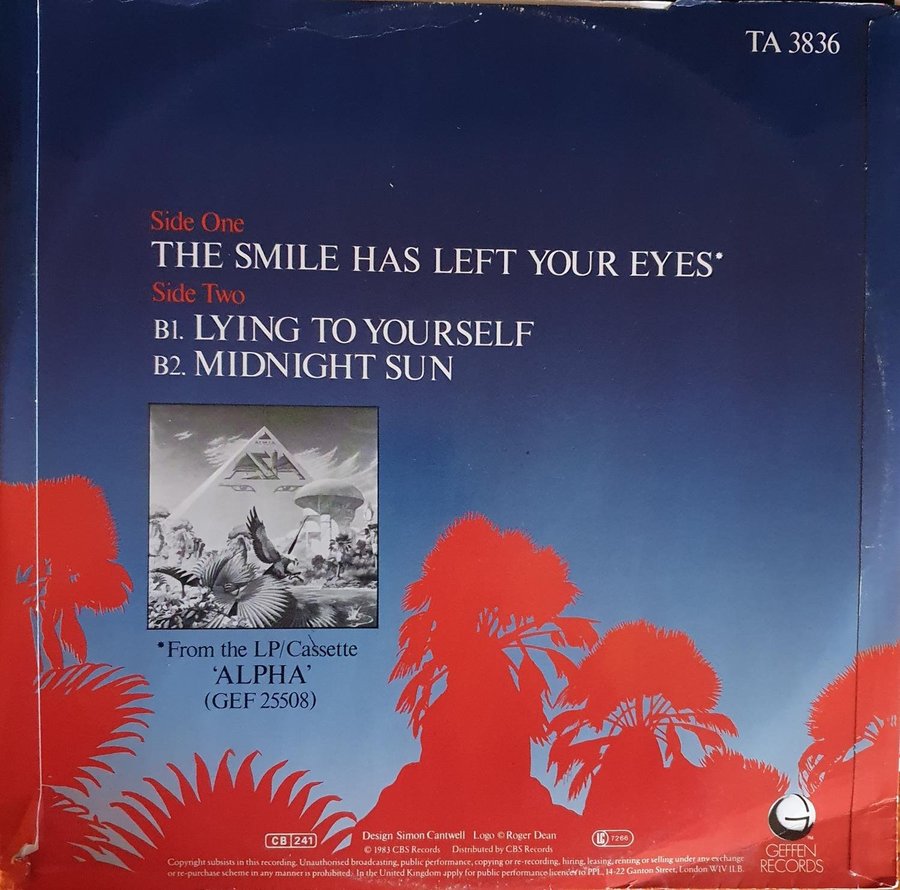 TA 3836
Side One
THE SMILE HAS LEFT YOUR EYES*
Side Two
B1. LYING TO YOURSELF
B2. MIDNIGHT SUN
ASIA
*From the LP/Cassette
'ALPHA'
(GEF 25508)
CB 241
Design Simon Cantwell Logo © Roger Dean
LC 7266
© 1983 CBS Records Distributed by CBS Records
GEFFEN
RECORDS
Copyright subsists in this recording. Unauthorised broadcasting, public performance, copying or re-recording, hiring, leasing, renting or selling under any exchange
or re-purchase scheme in any manner is prohibited. In the United Kingdom apply for public performance licences to PPL, 14-22 Ganton Street, London W1V 1LB.